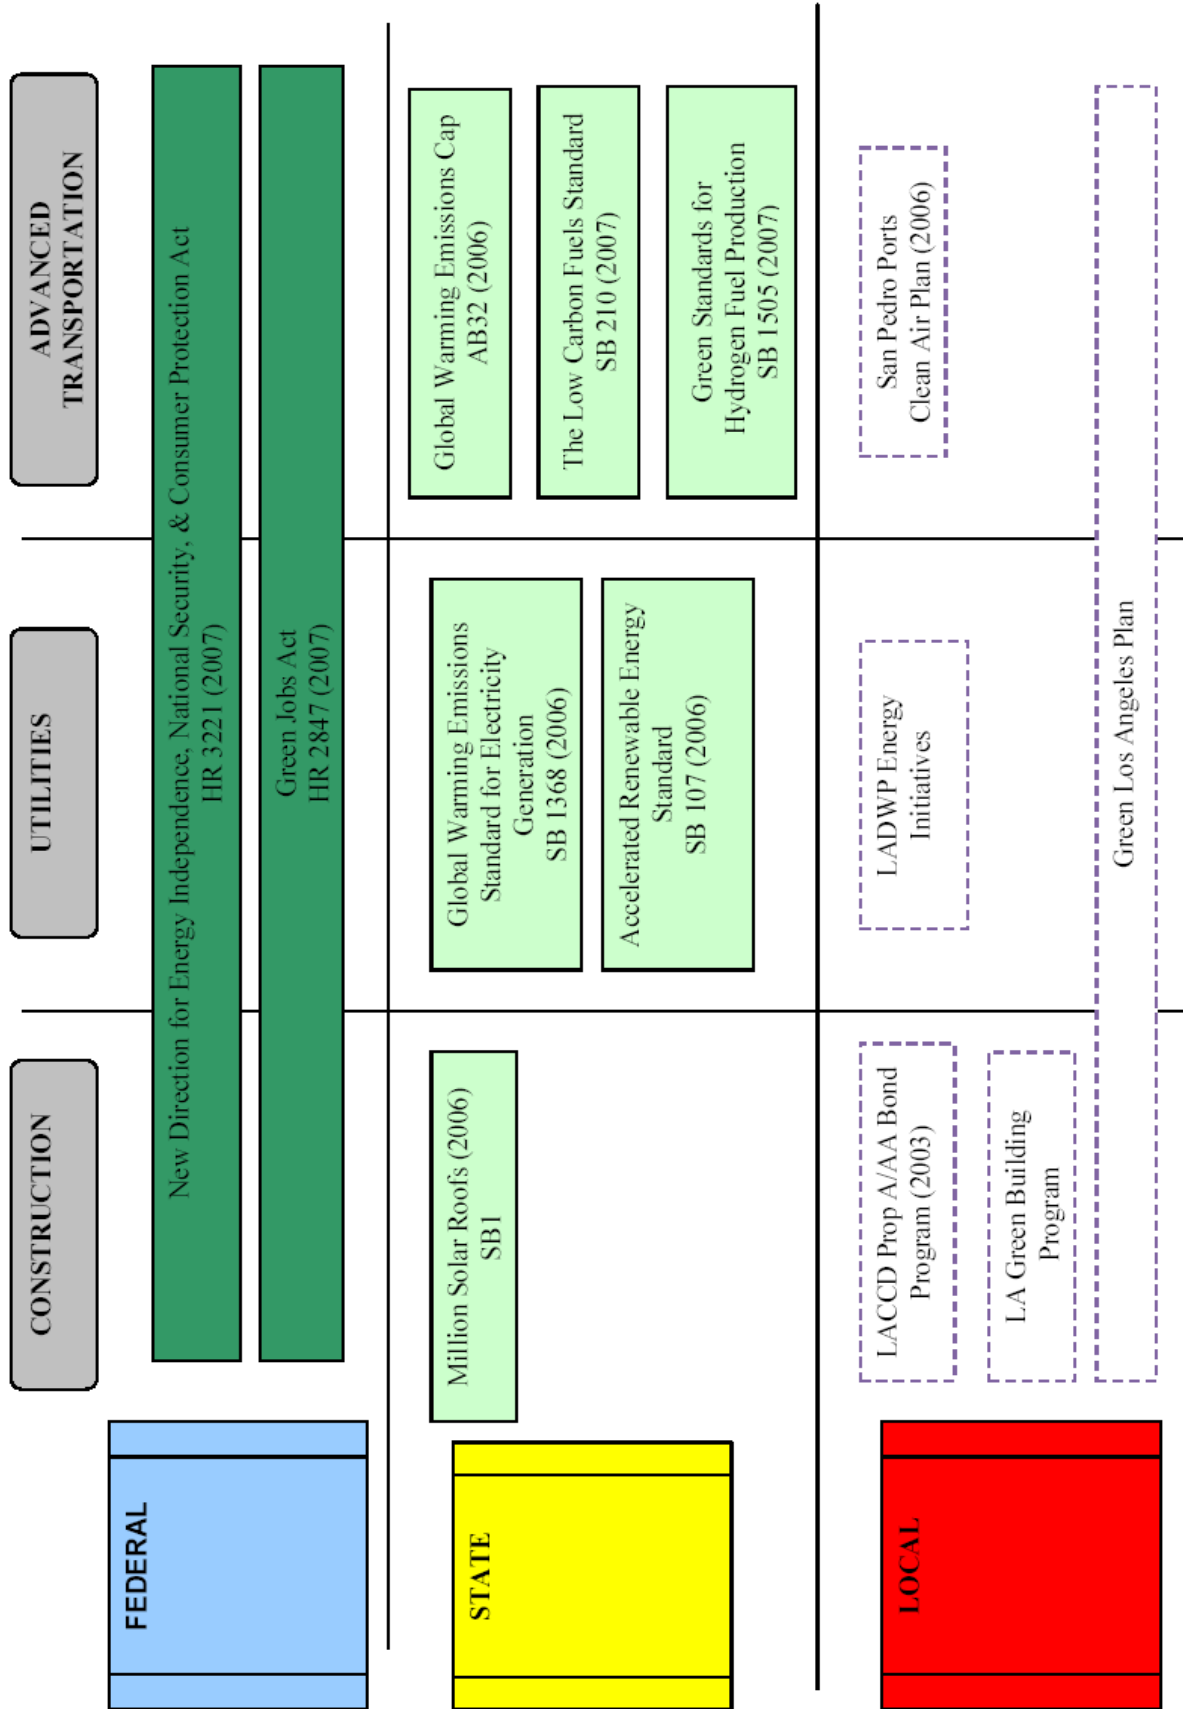 CONSTRUCTION
UTILITIES
ADVANCED
TRANSPORTATION
FEDERAL
New Direction for Energy Independence, National Security, & Consumer Protection Act
HR 3221 (2007)
Green Jobs Act
HR 2847 (2007)
STATE
Million Solar Roofs (2006)
SB1
Global Warming Emissions
Standard for Electricity
Generation
SB 1368 (2006)
Accelerated Renewable Energy
Standard
SB 107 (2006)
Global Warming Emissions Cap
AB32 (2006)
The Low Carbon Fuels Standard
SB 210 (2007)
Green Standards for
Hydrogen Fuel Production
SB 1505 (2007)
LOCAL
LACCD Prop A/AA Bond
Program (2003)
LA Green Building
Program
LADWP Energy
Initiatives
San Pedro Ports
Clean Air Plan (2006)
Green Los Angeles Plan